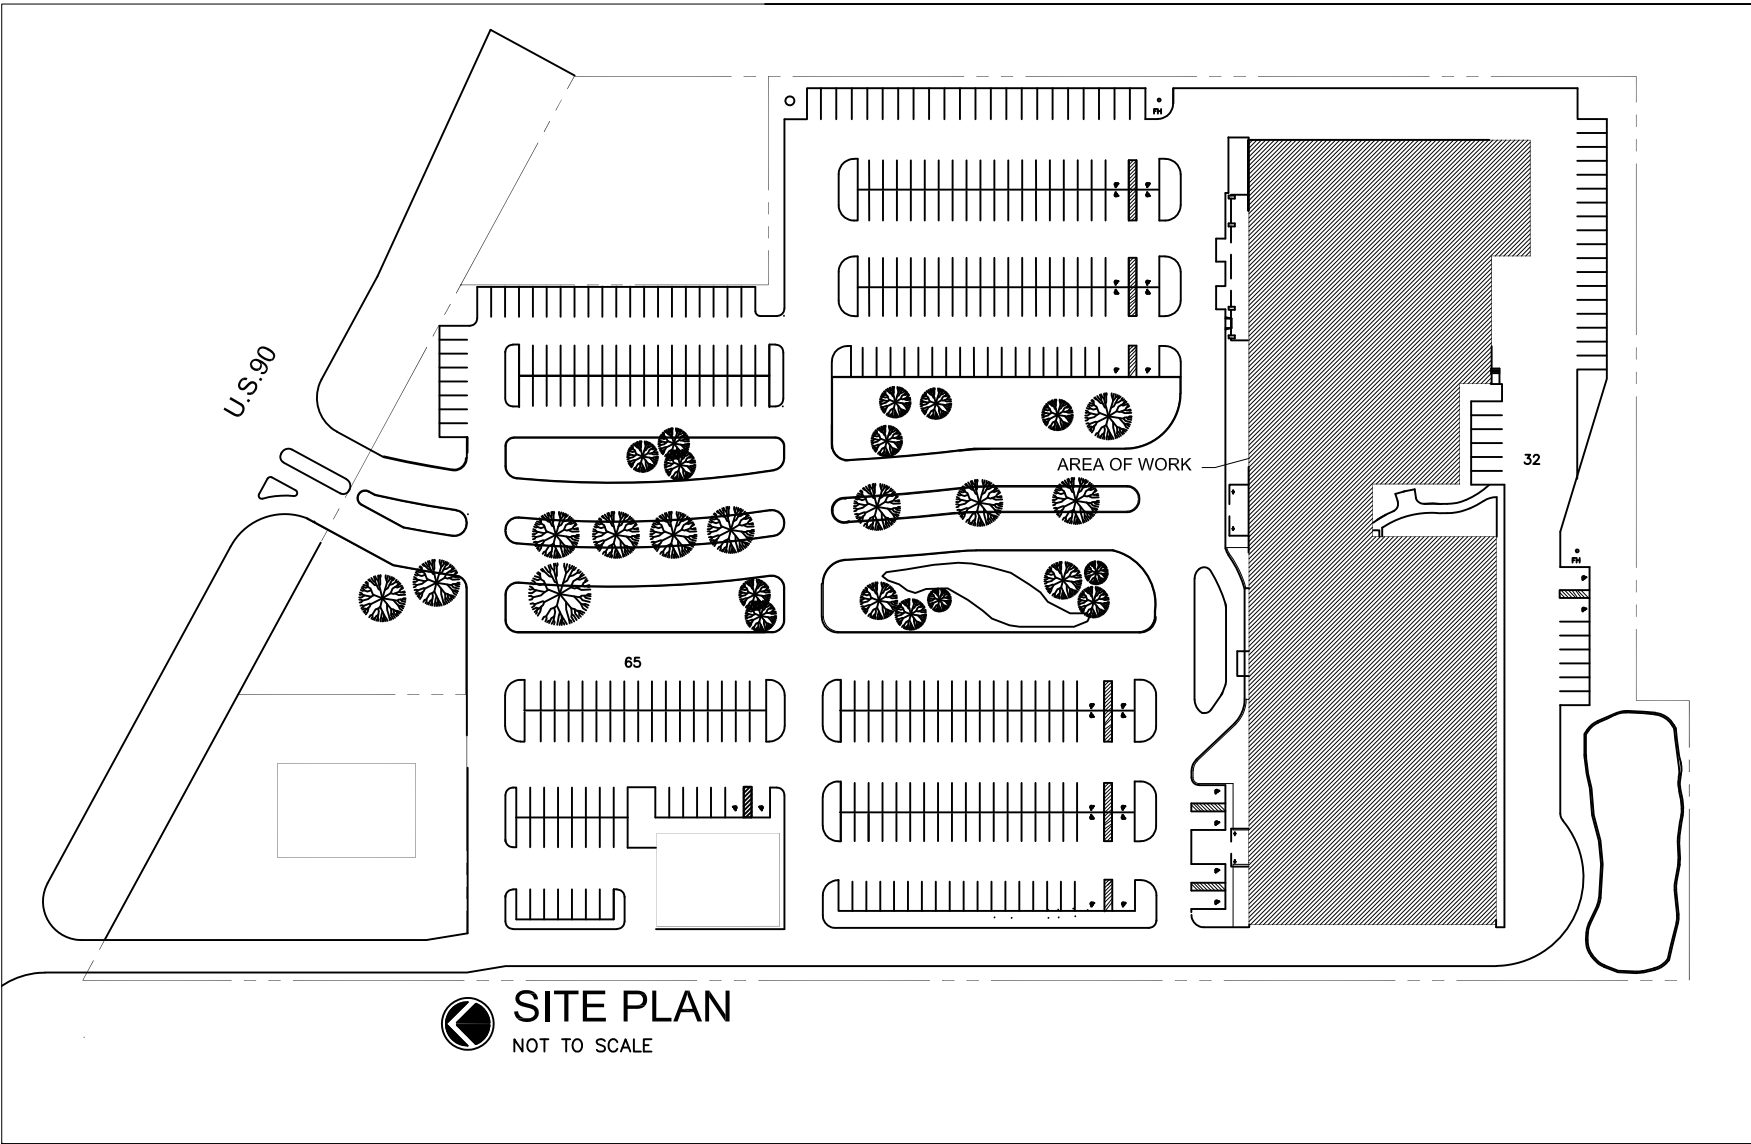 FH
U.S.90
AREA OF WORK
32
FH
65
SITE PLAN
NOT TO SCALE